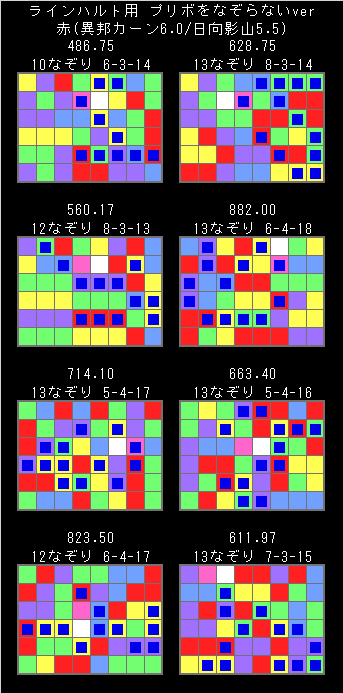 ラインハルト用 プリボをなぞらないver
赤(異邦カーン6.0/日向影山5.5)
486.75
10なぞり 6-3-14
628.75
13なぞり 8-3-14
560.17
12なぞり 8-3-13
882.00
13なぞり 6-4-18
714.10
13なぞり 5-4-17
663.40
13なぞり 5-4-16
823.50
12なぞり 6-4-17
611.97
13なぞり 7-3-15